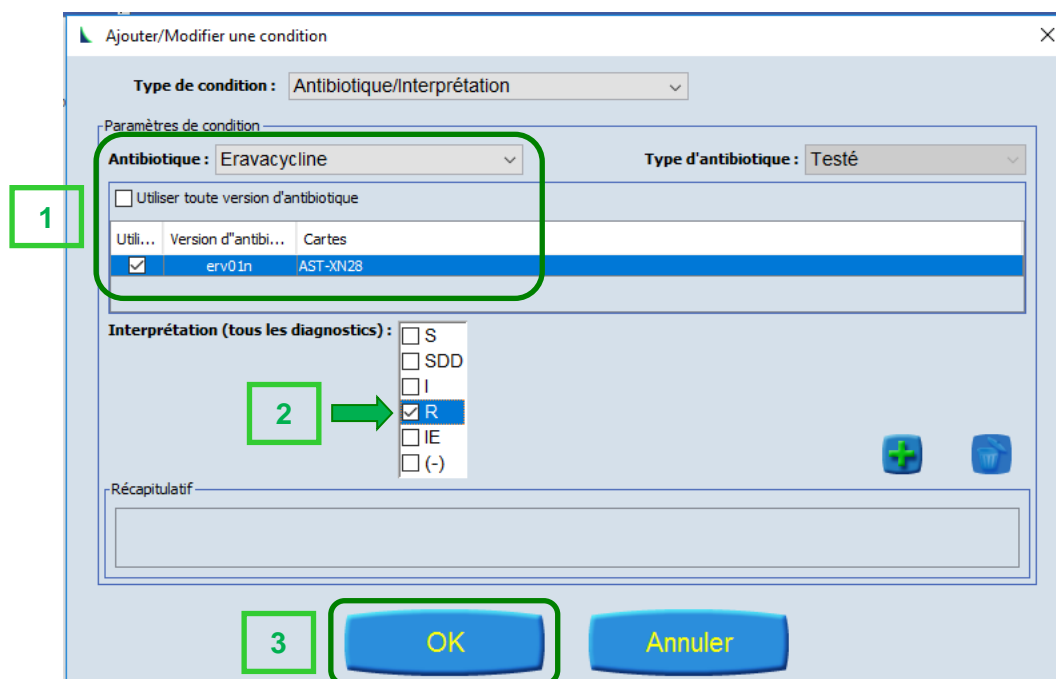 Ajouter/Modifier une condition
Type de condition : Antibiotique/Interprétation
Paramètres de condition
Antibiotique : Eravacycline Type d'antibiotique : Testé
1
Utiliser toute version d'antibiotique
Utili... Version d"antibi... Cartes
erv01n AST-XN28
Interprétation (tous les diagnostics) :
S
SDD
I
2
R
IE
(-)
Récapitulatif
3
OK Annuler